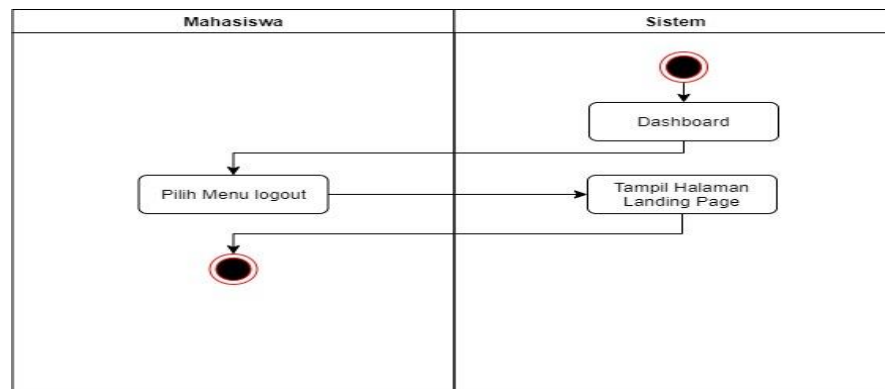 Mahasiswa
Sistem
Dashboard
Pilih Menu logout
Tampil Halaman
Landing Page